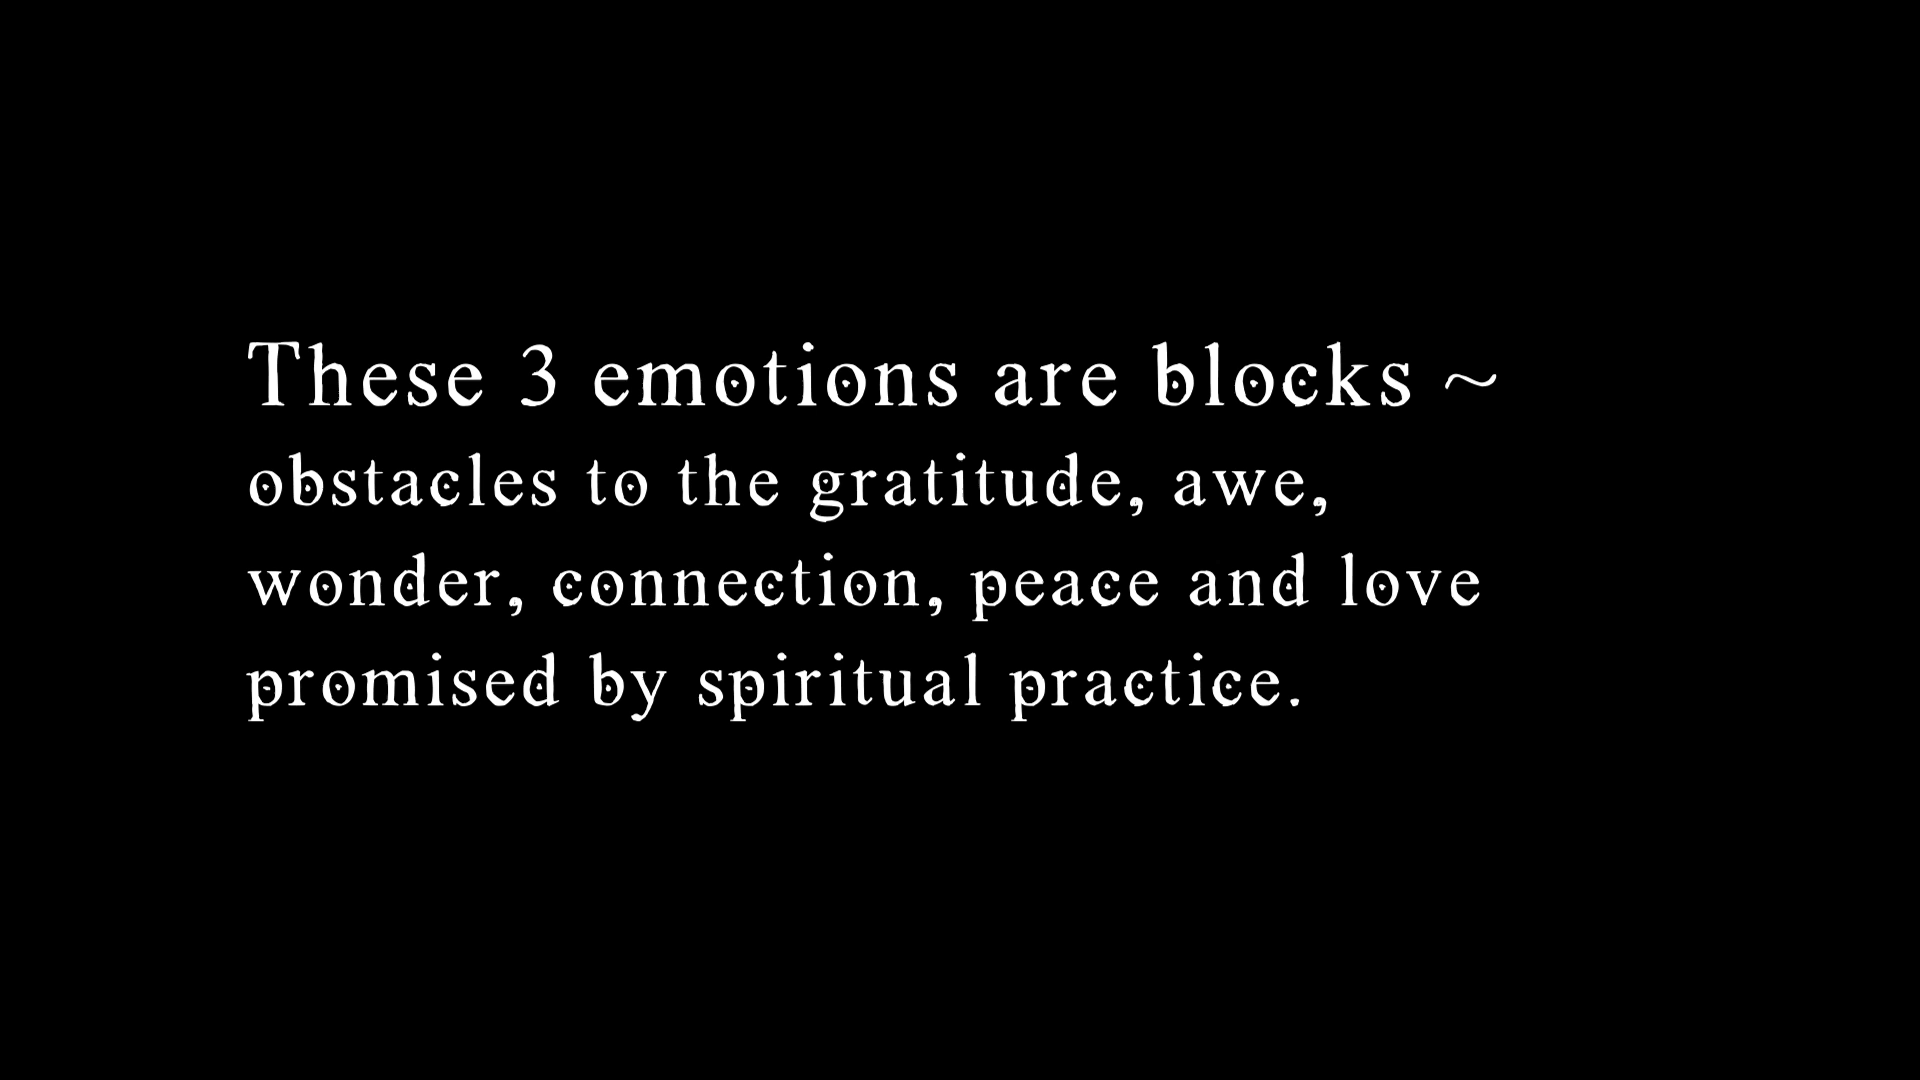 These 3 emotions are blocks ~
obstacles to the gratitude, awe,
wonder, connection, peace and love
promised by spiritual practice.